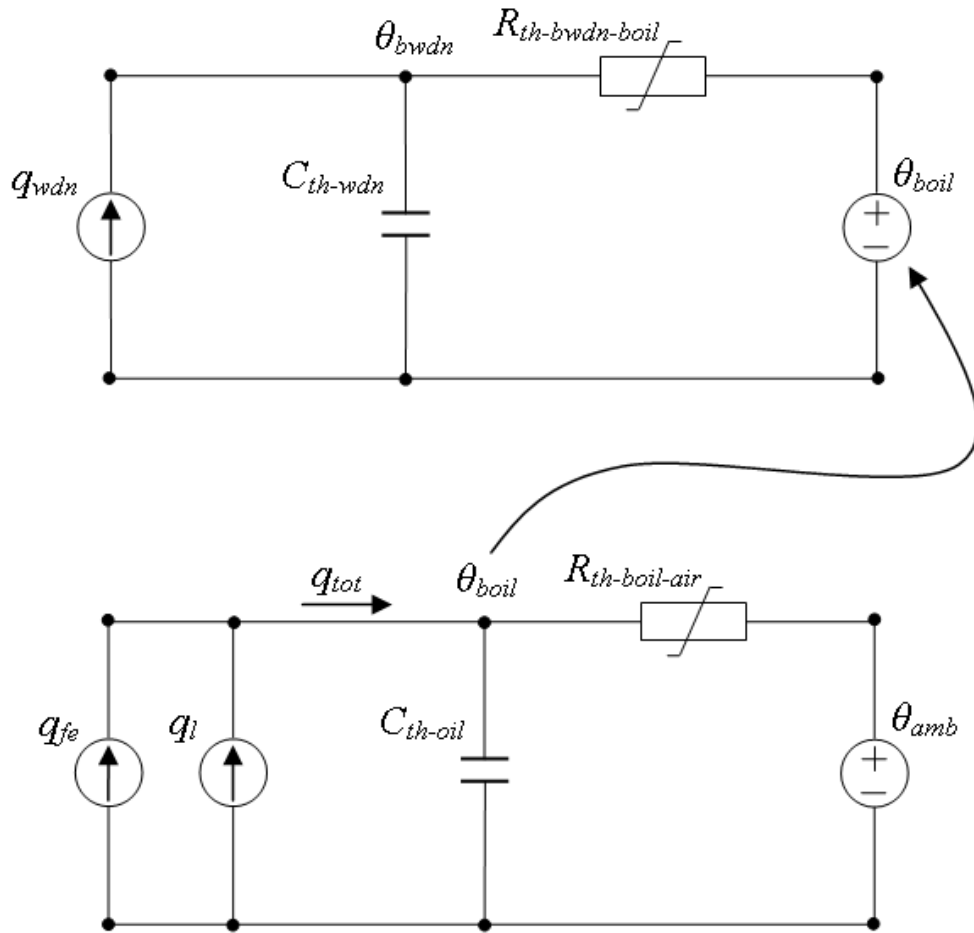 θbwdn
Rth-bwdn-boil
qwdn
Cth-wdn
θboil
+
−
qtot
θboil
Rth-boil-air
qfe
ql
Cth-oil
θamb
+
−